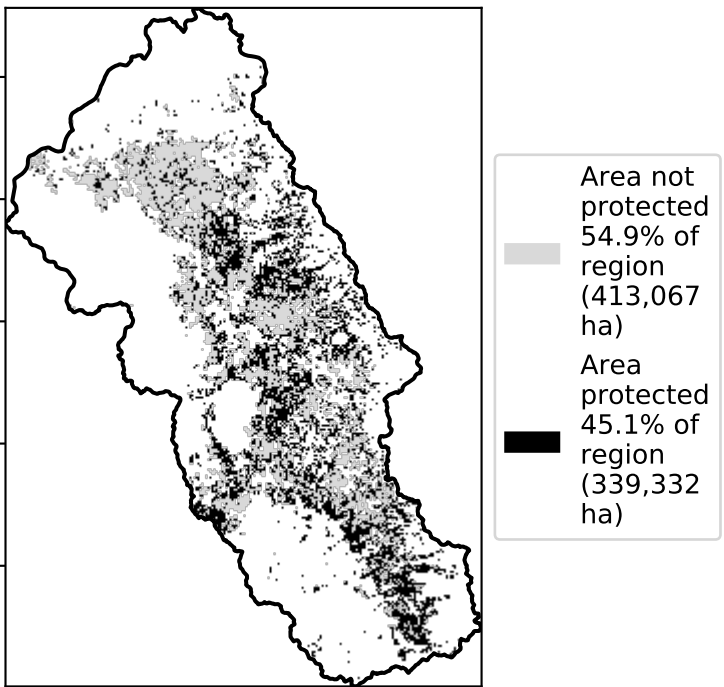 Area not
protected
54.9% of
region
(413,067
ha)
Area
protected
45.1% of
region
(339,332
ha)